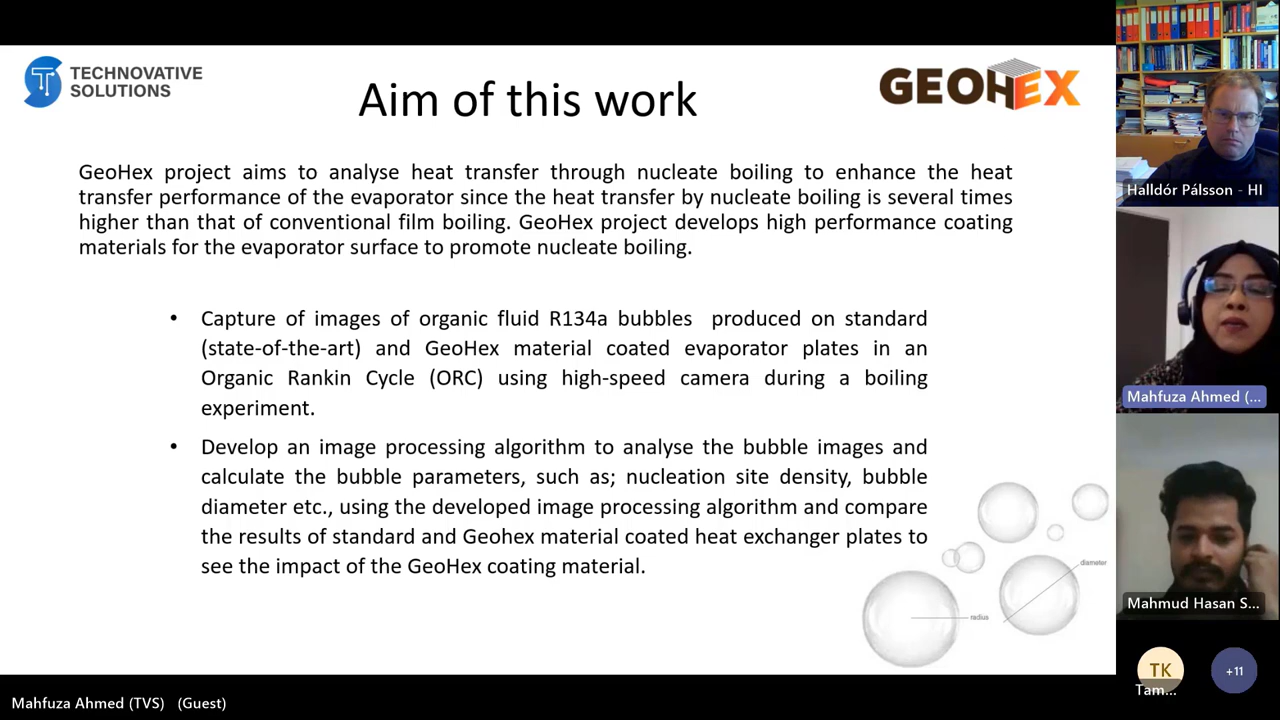 TECHNOVATIVE
SOLUTIONS
Aim of this work
GEOHEX
GeoHex project aims to analyse heat transfer through nucleate boiling to enhance the heat
transfer performance of the evaporator since the heat transfer by nucleate boiling is several times
higher than that of conventional film boiling. GeoHex project develops high performance coating
materials for the evaporator surface to promote nucleate boiling.
• Capture of images of organic fluid R134a bubbles produced on standard
(state-of-the-art) and GeoHex material coated evaporator plates in an
Organic Rankin Cycle (ORC) using high-speed camera during a boiling
experiment.
• Develop an image processing algorithm to analyse the bubble images and
calculate the bubble parameters, such as; nucleation site density, bubble
diameter etc., using the developed image processing algorithm and compare
the results of standard and Geohex material coated heat exchanger plates to
see the impact of the GeoHex coating material.
diameter
radius
Halldór Pálsson - HI
Mahfuza Ahmed (...
Mahmud Hasan S...
TK
Tam...
+11
Mahfuza Ahmed (TVS) (Guest)